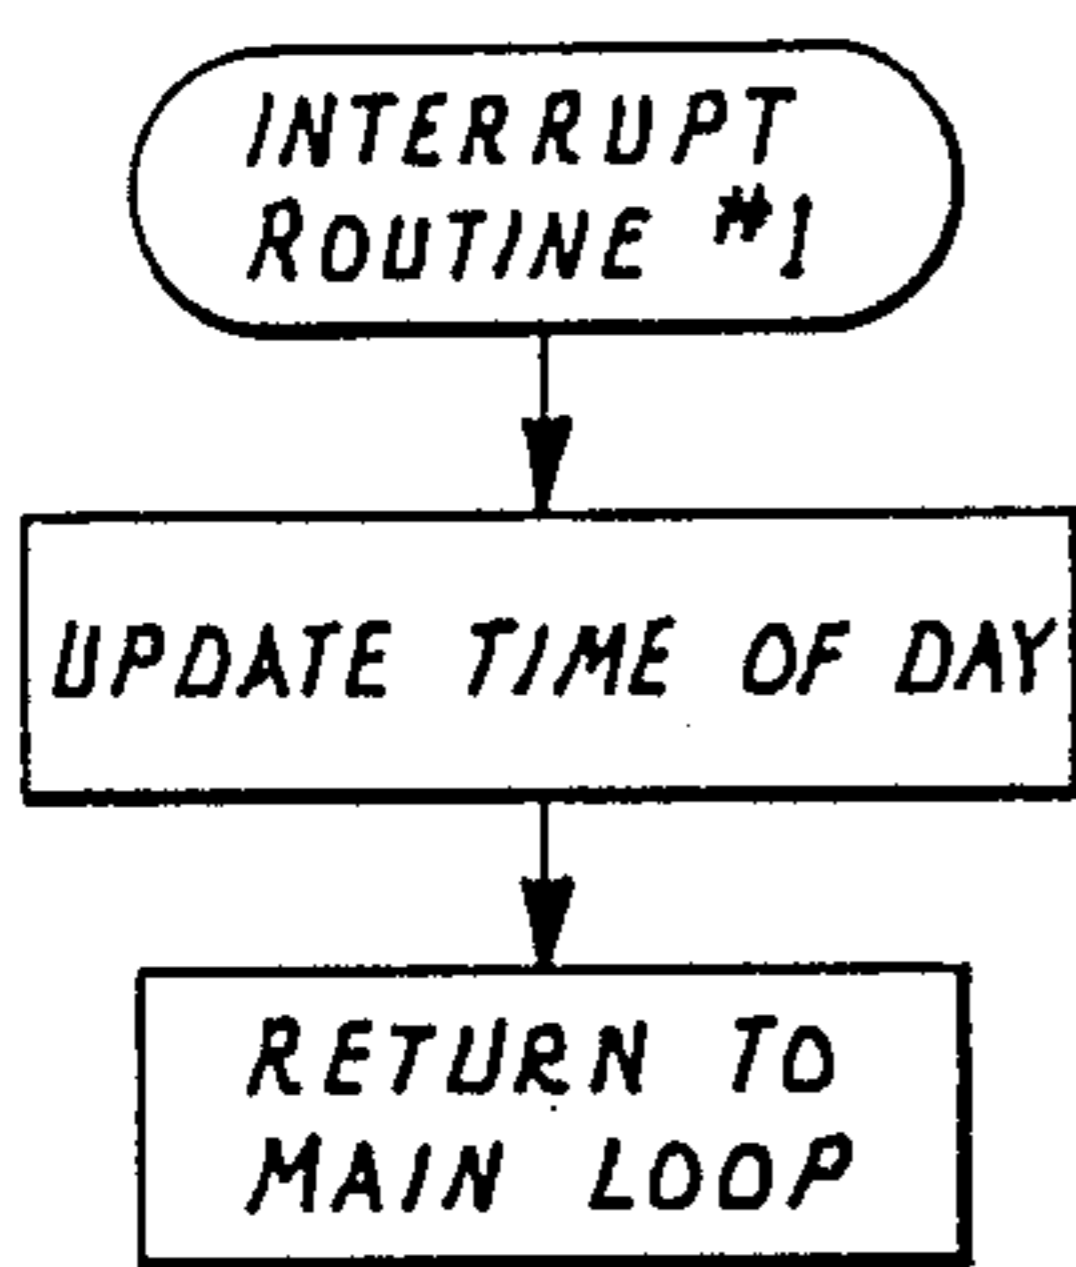 INTERRUPT
ROUTINE #1
UPDATE TIME OF DAY
RETURN TO
MAIN LOOP